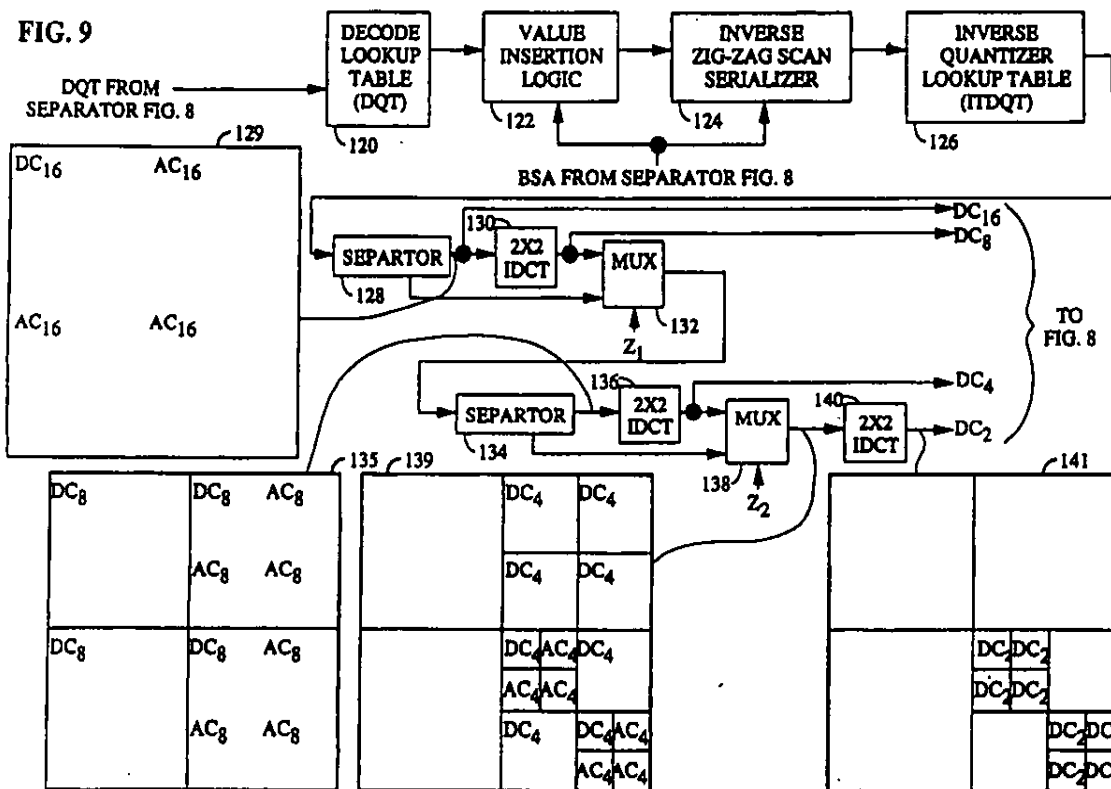 FIG. 9
DQT FROM
SEPARATOR FIG. 8
DECODE
LOOKUP
TABLE
(DQT)
120
VALUE
INSERTION
LOGIC
122
INVERSE
ZIG-ZAG SCAN
SERIALIZER
124
INVERSE
QUANTIZER
LOOKUP TABLE
(ITDQT)
126
BSA FROM SEPARATOR FIG. 8
129
DC16 AC16
AC16 AC16
SEPARTOR
128
130
2X2
IDCT
MUX
132
Z1
DC16
DC8
TO
FIG. 8
SEPARTOR
134
136
2X2
IDCT
MUX
138
Z2
140
2X2
IDCT
DC4
DC2
135
DC8 DC8 AC8
AC8 AC8
DC8 DC8 AC8
AC8 AC8
139
DC4 DC4
DC4 DC4
DC4 AC4 DC4
AC4 AC4
DC4 DC4 AC4
AC4 AC4
141
DC2 DC2
DC2 DC2
DC2 DC
DC2 DC